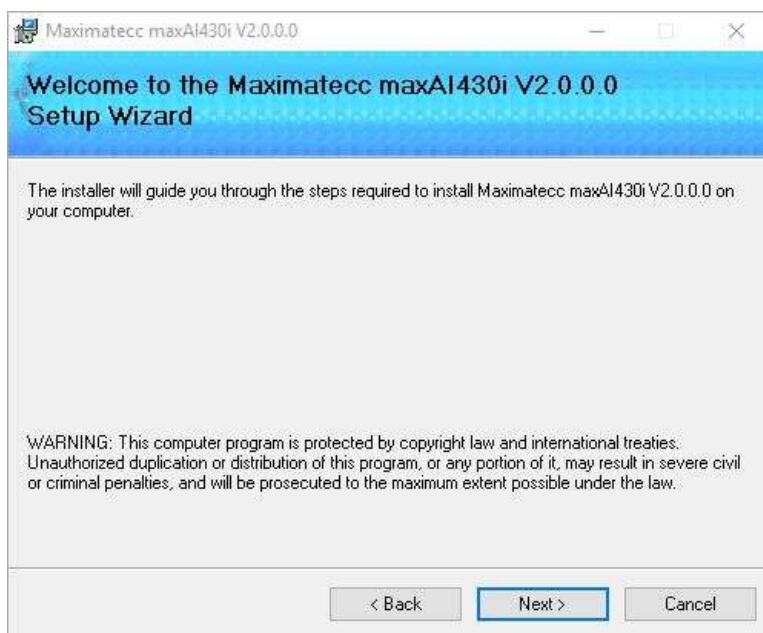 Maximatecc maxAI430i V2.0.0.0
Welcome to the Maximatecc maxAI430i V2.0.0.0
Setup Wizard
The installer will guide you through the steps required to install Maximatecc maxAI430i V2.0.0.0 on
your computer.
WARNING: This computer program is protected by copyright law and international treaties.
Unauthorized duplication or distribution of this program, or any portion of it, may result in severe civil
or criminal penalties, and will be prosecuted to the maximum extent possible under the law.
< Back Next > Cancel